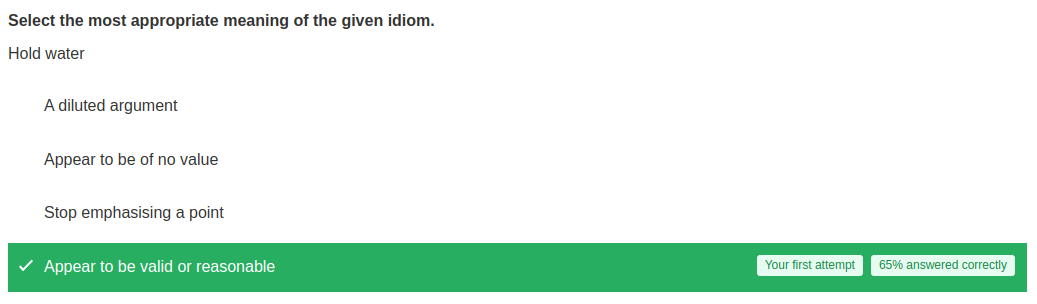 Select the most appropriate meaning of the given idiom.
Hold water
A diluted argument
Appear to be of no value
Stop emphasising a point
Appear to be valid or reasonable Your first attempt 65% answered correctly